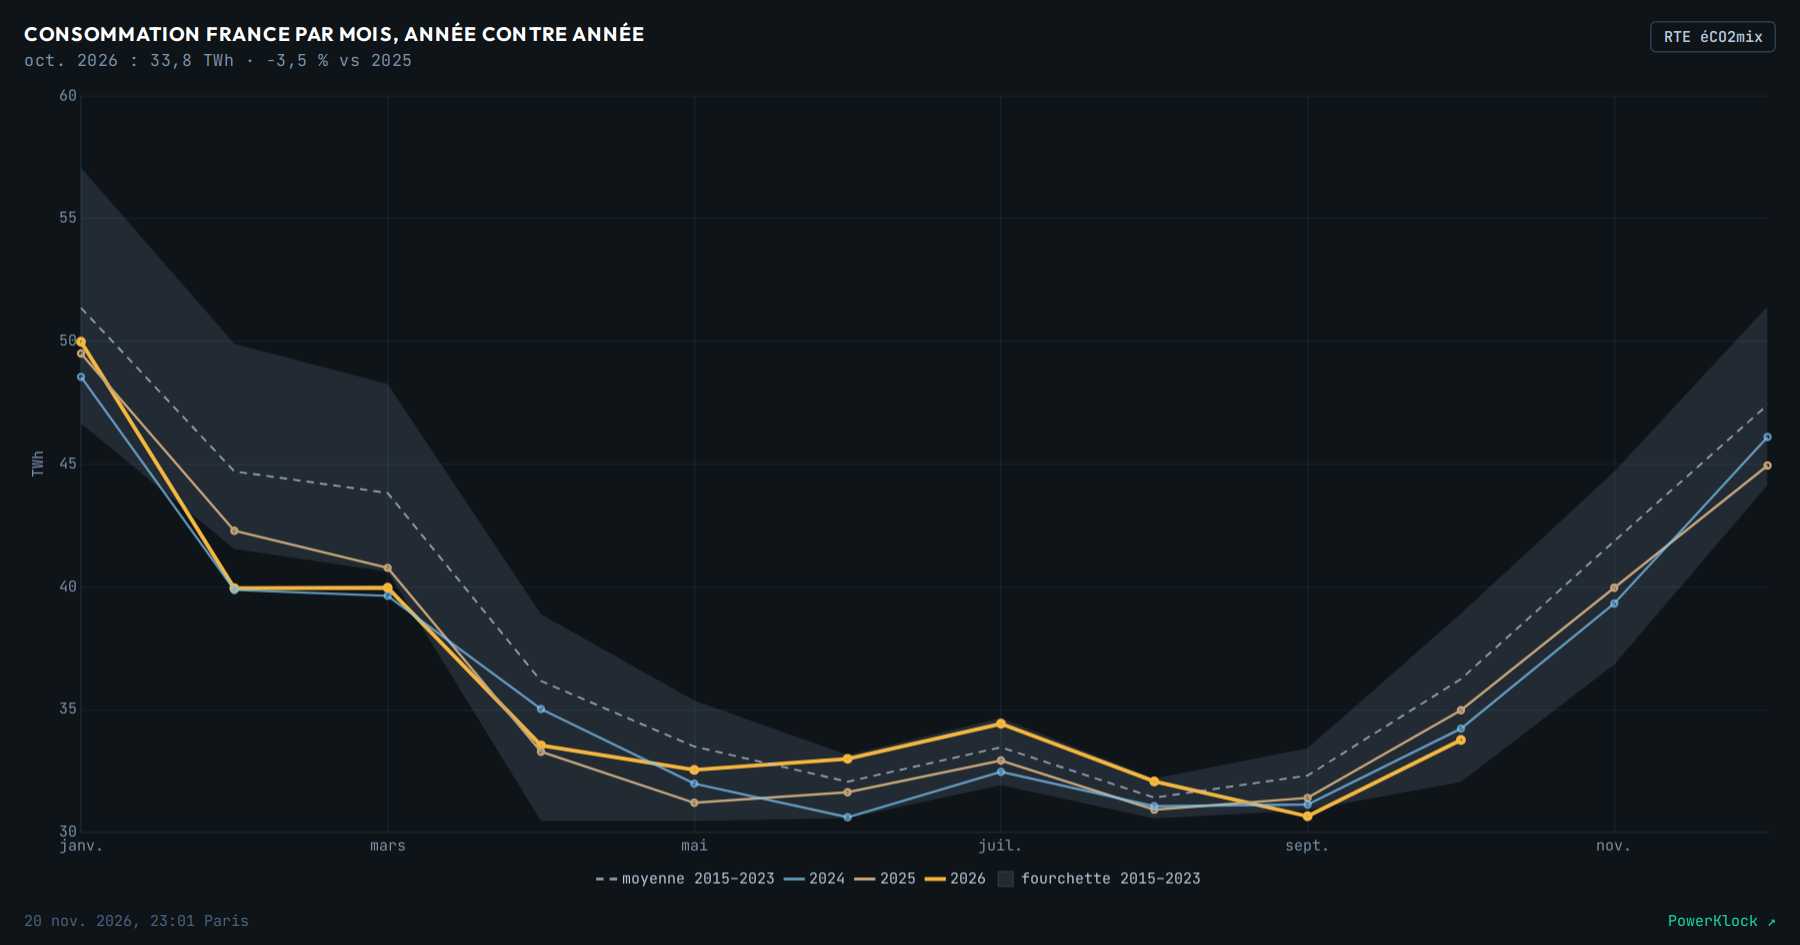 CONSOMMATION FRANCE PAR MOIS, ANNÉE CONTRE ANNÉE
oct. 2026 : 33,8 TWh · -3,5 % vs 2025
RTE éCO2mix
60
55
50
45
40
35
30
TWh
janv.
mars
mai
juil.
sept.
nov.
moyenne 2015–2023
2024
2025
2026
fourchette 2015–2023
20 nov. 2026, 23:01 Paris
PowerKlock ↗